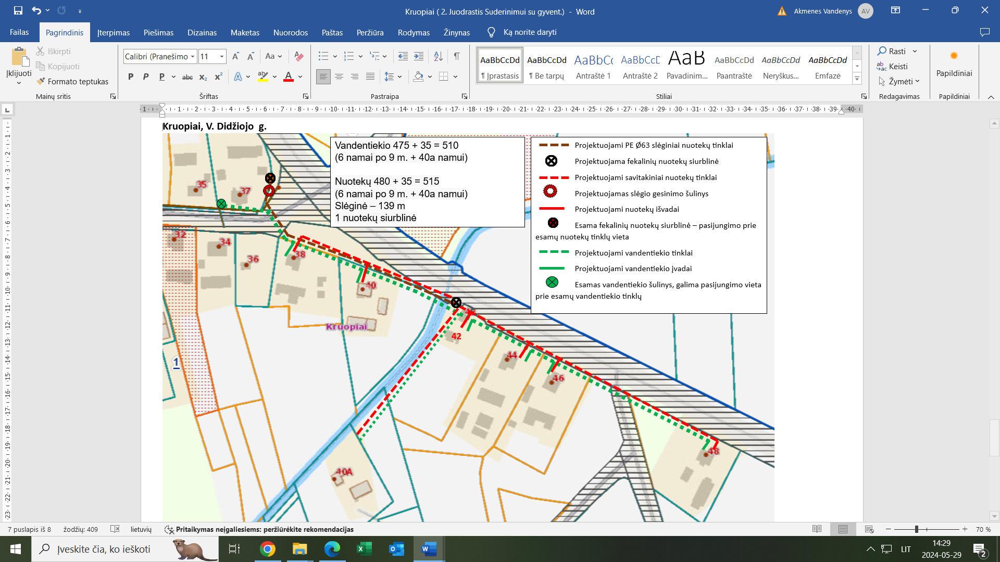 Kruopiai ( 2. Juodrastis Suderinimui su gyvent.) - Word
Akmenes Vandenys
AV
Failas
Pagrindinis
Įterpimas
Piešimas
Dizainas
Maketas
Nuorodos
Paštas
Peržiūra
Rodymas
Žinynas
Ką norite daryti
Įklijuoti
Iškirpti
Kopijuoti
Formato teptukas
Mainų sritis
Calibri (Pranešimo
11
Šriftas
Pastraipa
AaBbCcDd
¶ Įprastasis
AaBbCcDd
¶ Be tarpų
AaBbC
Antraštė 1
AaBbCcD
Antraštė 2
AaB
Pavadinim...
AaBbCcDd
Paantraštė
AaBbCcDd
Neryškus...
AaBbCcDd
Emfazė
Stiliai
Rasti
Keisti
Žymėti
Redagavimas
Papildiniai
Papildiniai
Kruopiai, V. Didžiojo g.
Vandentiekio 475 + 35 = 510
(6 namai po 9 m. + 40a namui)
Nuotekų 480 + 35 = 515
(6 namai po 9 m. + 40a namui)
Slėginė – 139 m
1 nuotekų siurblinė
Projektuojami PE Ø63 slėginiai nuotekų tinklai
Projektuojama fekalinių nuotekų siurblinė
Projektuojami savitakiniai nuotekų tinklai
Projektuojamas slėgio gesinimo šulinys
Projektuojami nuotekų išvadai
Esama fekalinių nuotekų siurblinė – pasijungimo prie
esamų nuotekų tinklų vieta
Projektuojami vandentiekio tinklai
Projektuojami vandentiekio įvadai
Esamas vandentiekio šulinys, galima pasijungimo vieta
prie esamų vandentiekio tinklų
35
37
32
34
36
38
40
Kruopiai
42
44
46
48
40A
1
7 puslapis iš 8
žodžių: 409
lietuvių
Pritaikymas neįgaliesiems: peržiūrėkite rekomendacijas
70 %
Įveskite čia, ko ieškoti
LIT
14:29
2024-05-29
2